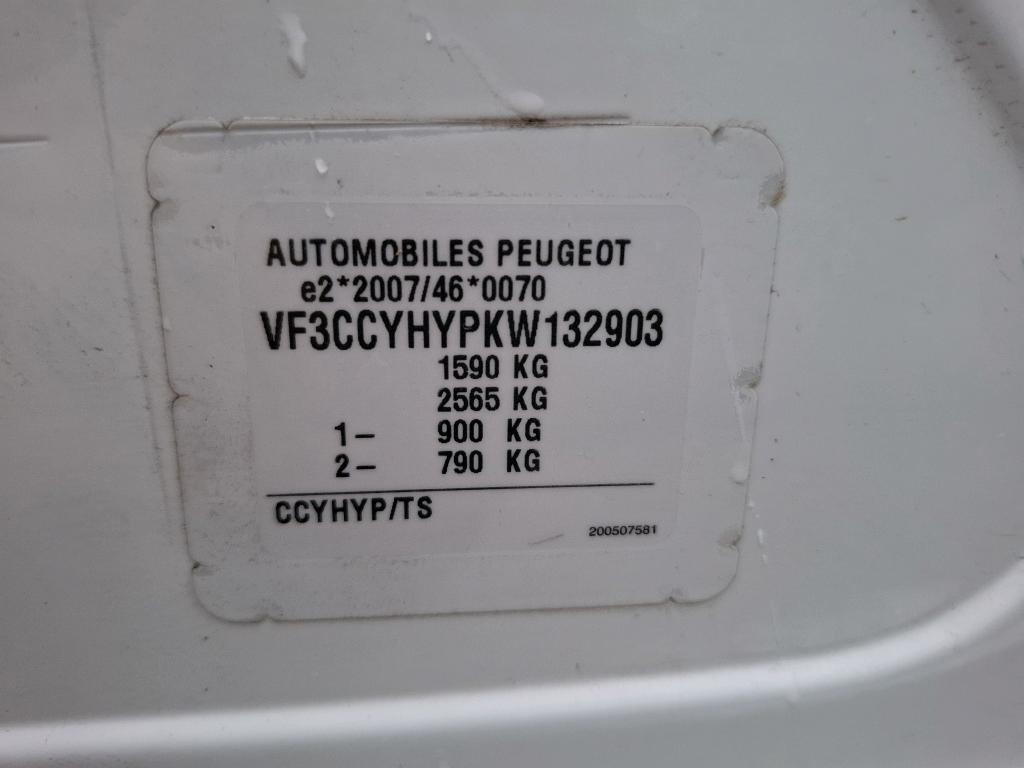 AUTOMOBILES PEUGEOT
e2*2007/46*0070
VF3CCYHYPKW132903
1590 KG
2565 KG
1- 900 KG
2- 790 KG
CCYHYP/TS
200507581